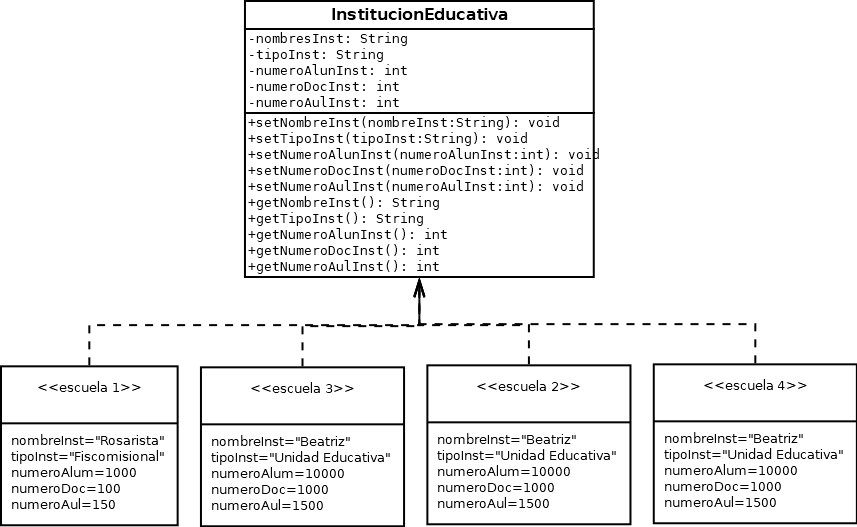 InstitucionEducativa
-nombresInst: String
-tipoInst: String
-numeroAlunInst: int
-numeroDocInst: int
-numeroAulInst: int
+setNombreInst(nombreInst:String): void
+setTipoInst(tipoInst:String): void
+setNumeroAlunInst(numeroAlunInst:int): void
+setNumeroDocInst(numeroDocInst:int): void
+setNumeroAulInst(numeroAulInst:int): void
+getNombreInst(): String
+getTipoInst(): String
+getNumeroAlunInst(): int
+getNumeroDocInst(): int
+getNumeroAulInst(): int
<<escuela 1>>
nombreInst="Rosarista"
tipoInst="Fiscomisional"
numeroAlum=1000
numeroDoc=100
numeroAul=150
<<escuela 3>>
nombreInst="Beatriz"
tipoInst="Unidad Educativa"
numeroAlum=10000
numeroDoc=1000
numeroAul=1500
<<escuela 2>>
nombreInst="Beatriz"
tipoInst="Unidad Educativa"
numeroAlum=10000
numeroDoc=1000
numeroAul=1500
<<escuela 4>>
nombreInst="Beatriz"
tipoInst="Unidad Educativa"
numeroAlum=10000
numeroDoc=1000
numeroAul=1500